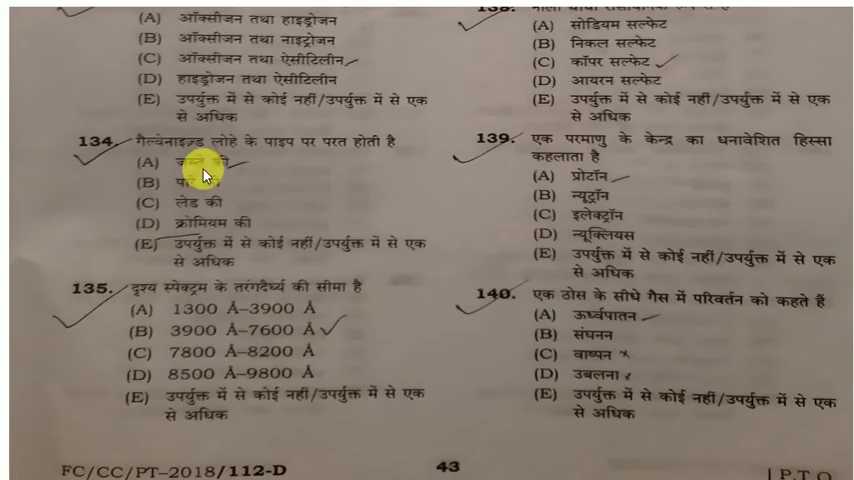 (A) ऑक्सीजन तथा हाइड्रोजन
(B) ऑक्सीजन तथा नाइट्रोजन
(C) ऑक्सीजन तथा ऐसीटिलीन
(D) हाइड्रोजन तथा ऐसीटिलीन
(E) उपर्युक्त में से कोई नहीं/उपर्युक्त में से एक
से अधिक
134. गैल्वेनाइज़्ड लोहे के पाइप पर परत होती है
(A) जस्ते की
(B) पारे की
(C) लेड की
(D) क्रोमियम की
(E) उपर्युक्त में से कोई नहीं/उपर्युक्त में से एक
से अधिक
135. दृश्य स्पेक्ट्रम के तरंगदैर्घ्य की सीमा है
(A) 1300 Å–3900 Å
(B) 3900 Å–7600 Å
(C) 7800 Å–8200 Å
(D) 8500 Å–9800 Å
(E) उपर्युक्त में से कोई नहीं/उपर्युक्त में से एक
से अधिक
138.
(A) सोडियम सल्फेट
(B) निकल सल्फेट
(C) कॉपर सल्फेट
(D) आयरन सल्फेट
(E) उपर्युक्त में से कोई नहीं/उपर्युक्त में से एक
से अधिक
139. एक परमाणु के केन्द्र का धनावेशित हिस्सा
कहलाता है
(A) प्रोटॉन
(B) न्यूट्रॉन
(C) इलेक्ट्रॉन
(D) न्यूक्लियस
(E) उपर्युक्त में से कोई नहीं/उपर्युक्त में से एक
से अधिक
140. एक ठोस के सीधे गैस में परिवर्तन को कहते हैं
(A) ऊर्ध्वपातन
(B) संघनन
(C) वाष्पन
(D) उबलना
(E) उपर्युक्त में से कोई नहीं/उपर्युक्त में से एक
से अधिक
FC/CC/PT–2018/112-D
43
[ P.T.O.